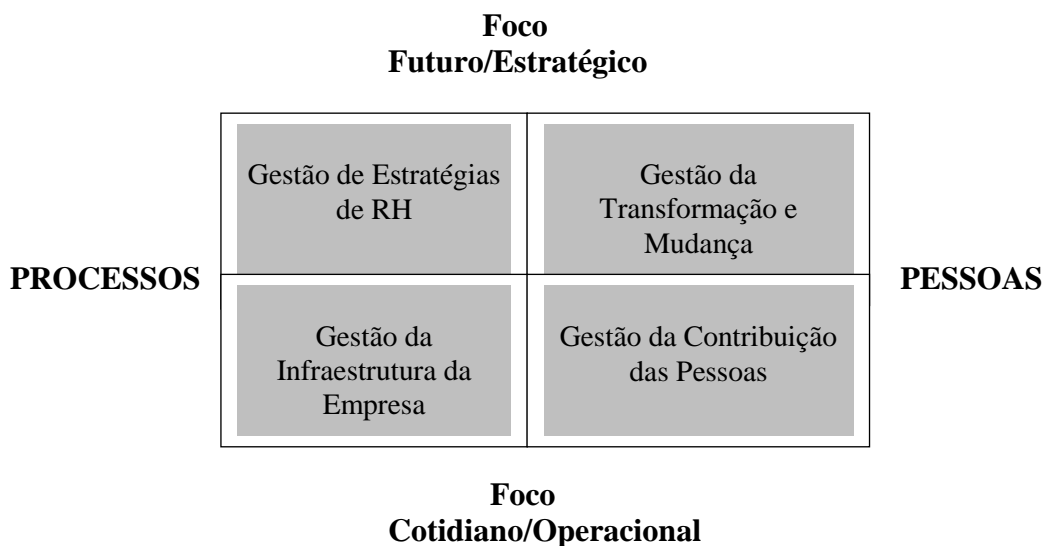 Foco
Futuro/Estratégico
Gestão de Estratégias
de RH
Gestão da
Transformação e
Mudança
PROCESSOS
PESSOAS
Gestão da
Infraestrutura da
Empresa
Gestão da Contribuição
das Pessoas
Foco
Cotidiano/Operacional